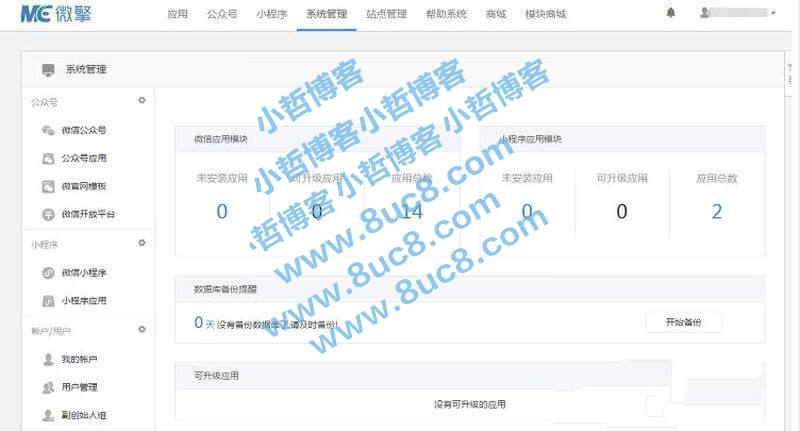 微擎
应用 公众号 小程序 系统管理 站点管理 帮助系统 商城 模块商城
系统管理
公众号
微信公众号
公众号应用
微官网模板
微信开放平台
小程序
微信小程序
小程序应用
帐户/用户
我的帐户
用户管理
副创始人组
微信应用模块
未安装应用 可升级应用 应用总数
0 0 14
小程序应用模块
未安装应用 可升级应用 应用总数
0 0 2
数据库备份提醒
0 天 没有备份数据库了,请及时备份!
开始备份
可升级应用
没有可升级的应用
小哲博客小哲博客
小哲博客小哲博客小哲博客
小哲博客
www.8uc8.com
www.8uc8.com
www.8uc8.com